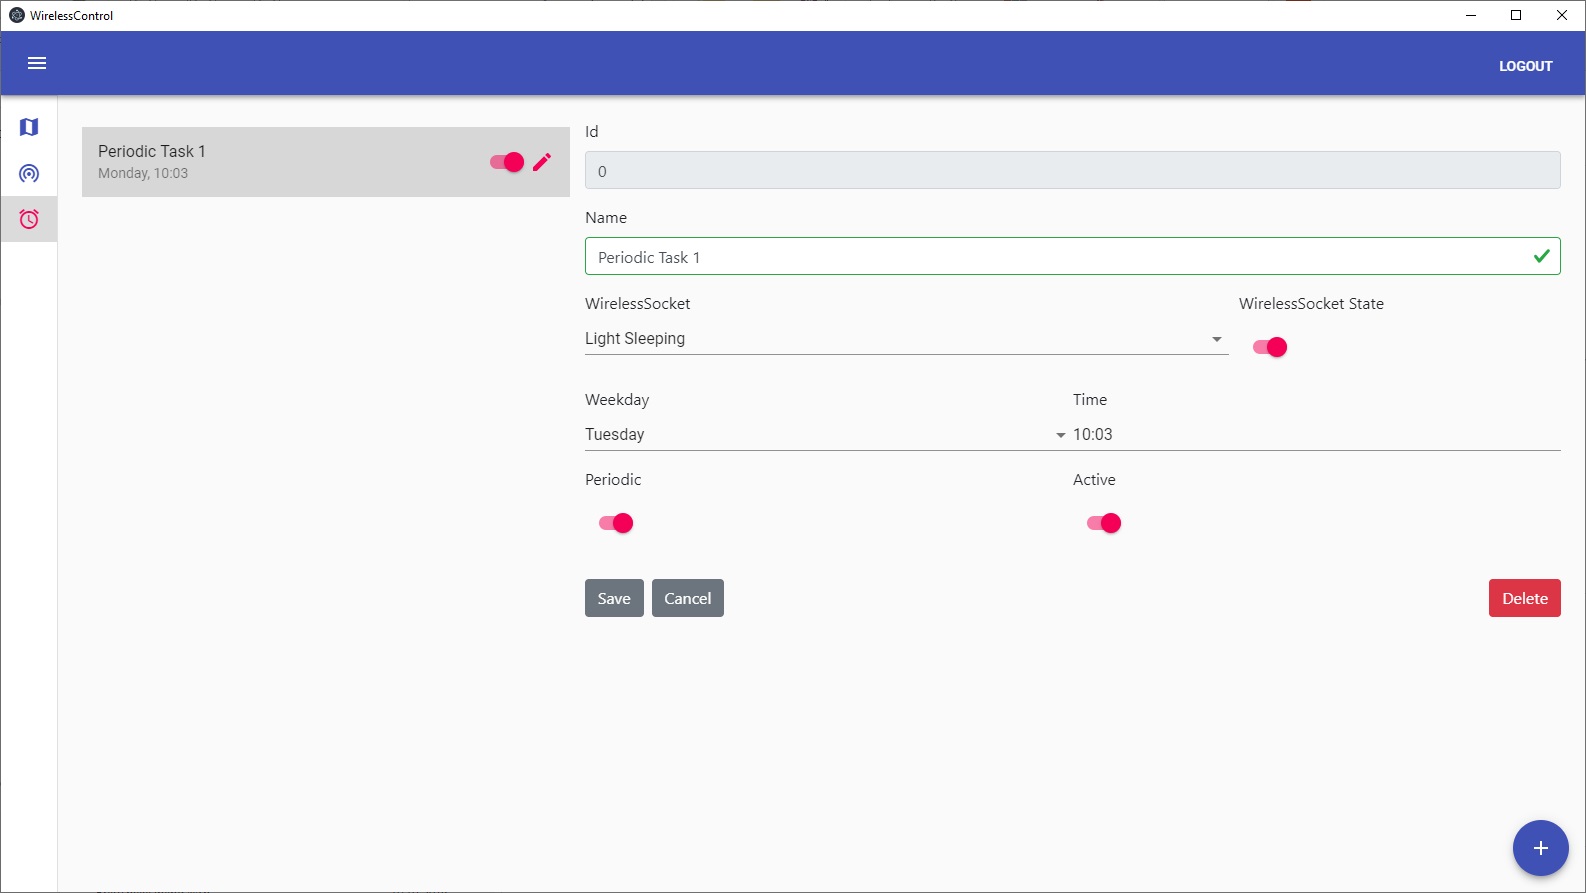 WirelessControl
LOGOUT
Periodic Task 1
Monday, 10:03
Id
0
Name
Periodic Task 1
WirelessSocket
WirelessSocket State
Light Sleeping
Weekday
Time
Tuesday
10:03
Periodic
Active
Save
Cancel
Delete